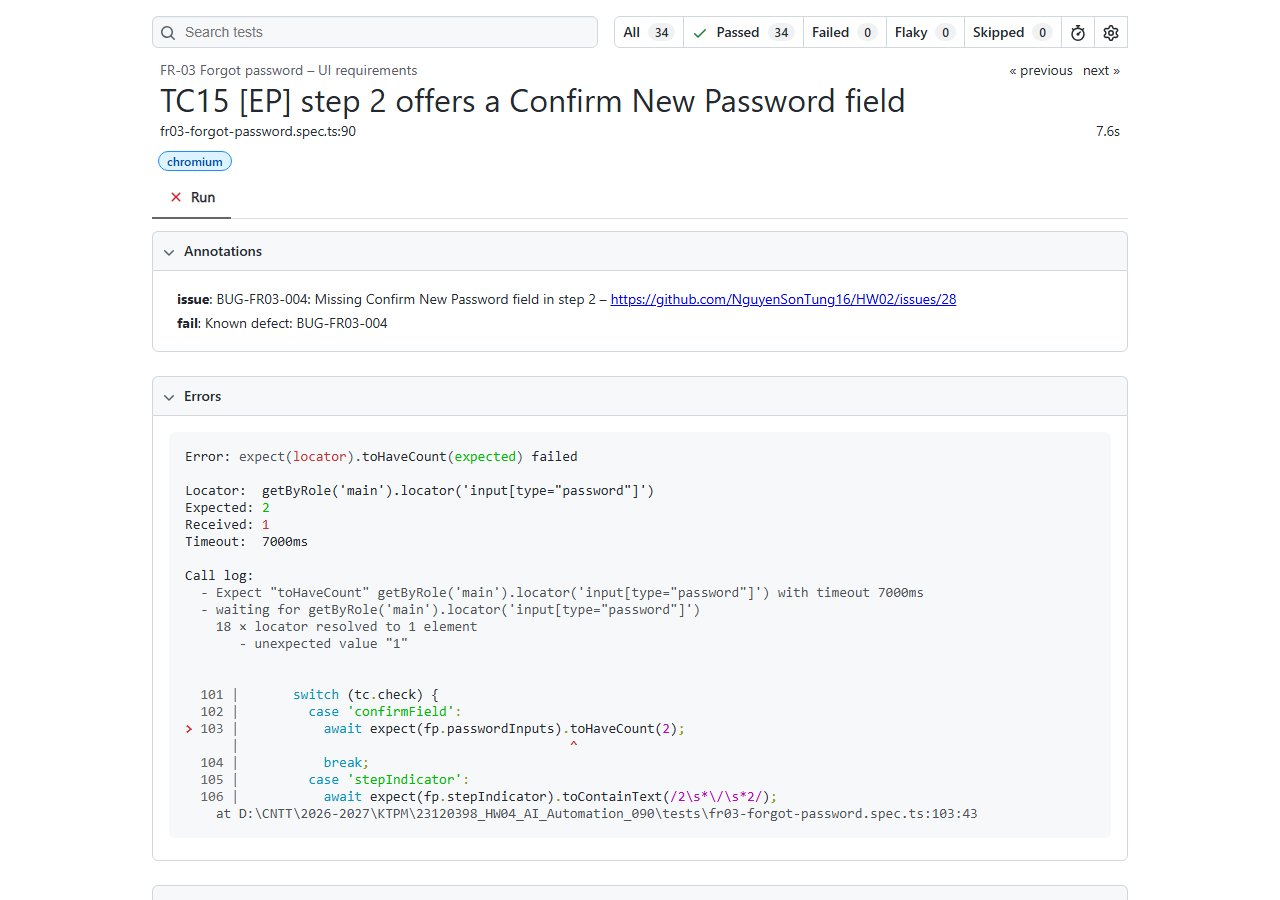 Search tests
All 34
Passed 34
Failed 0
Flaky 0
Skipped 0
FR-03 Forgot password – UI requirements
« previous next »
TC15 [EP] step 2 offers a Confirm New Password field
fr03-forgot-password.spec.ts:90
7.6s
chromium
Run
Annotations
issue: BUG-FR03-004: Missing Confirm New Password field in step 2 – https://github.com/NguyenSonTung16/HW02/issues/28
fail: Known defect: BUG-FR03-004
Errors
Error: expect(locator).toHaveCount(expected) failed
Locator:  getByRole('main').locator('input[type="password"]')
Expected: 2
Received: 1
Timeout:  7000ms
Call log:
  - Expect "toHaveCount" getByRole('main').locator('input[type="password"]') with timeout 7000ms
  - waiting for getByRole('main').locator('input[type="password"]')
    18 × locator resolved to 1 element
       - unexpected value "1"
  101 |       switch (tc.check) {
  102 |         case 'confirmField':
> 103 |           await expect(fp.passwordInputs).toHaveCount(2);
      |                                           ^
  104 |           break;
  105 |         case 'stepIndicator':
  106 |           await expect(fp.stepIndicator).toContainText(/2\s*\/\s*2/);
    at D:\CNTT\2026-2027\KTPM\23120398_HW04_AI_Automation_090\tests\fr03-forgot-password.spec.ts:103:43